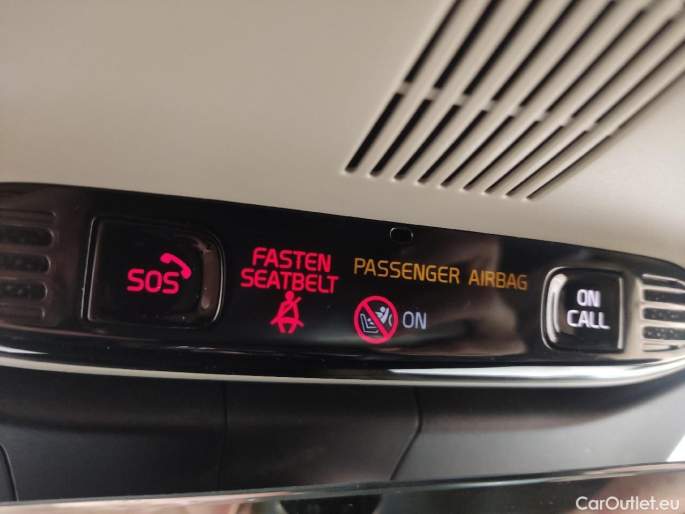 SOS
FASTEN
SEATBELT
PASSENGER AIRBAG
ON
ON
CALL
CarOutlet.eu